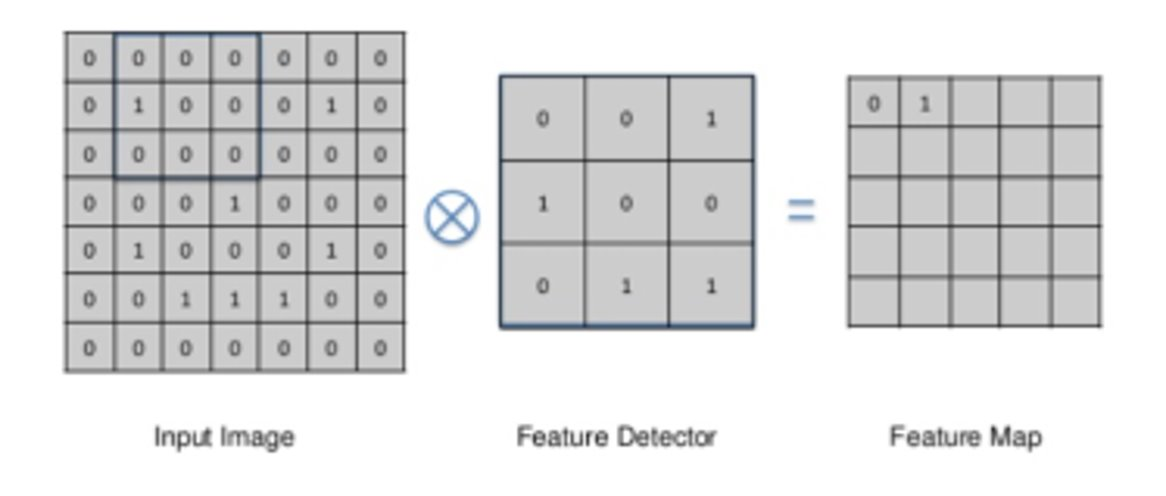 0 0 0 0 0 0 0
0 1 0 0 0 1 0
0 0 0 0 0 0 0
0 0 0 1 0 0 0
0 1 0 0 0 1 0
0 0 1 1 1 0 0
0 0 0 0 0 0 0
Input Image
⊗
0 0 1
1 0 0
0 1 1
Feature Detector
=
0 1
Feature Map